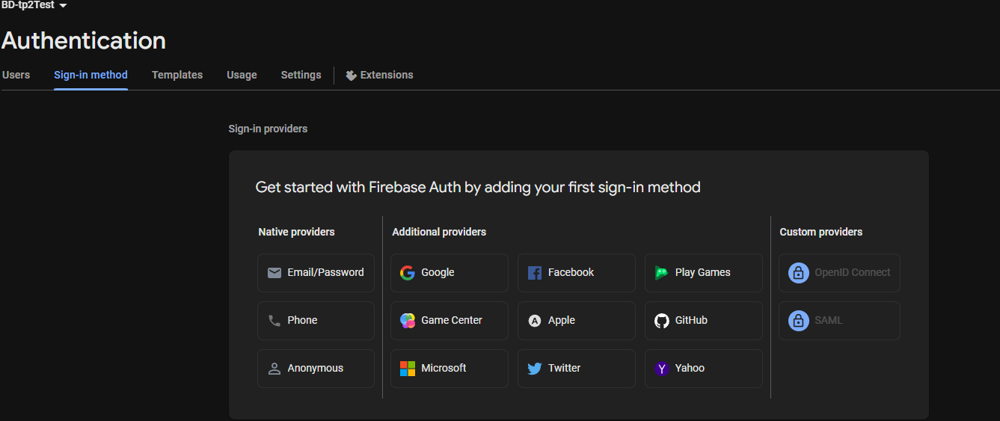 BD-tp2Test
Authentication
Users Sign-in method Templates Usage Settings Extensions
Sign-in providers
Get started with Firebase Auth by adding your first sign-in method
Native providers Additional providers Custom providers
Email/Password Google Facebook Play Games OpenID Connect
Phone Game Center Apple GitHub SAML
Anonymous Microsoft Twitter Yahoo